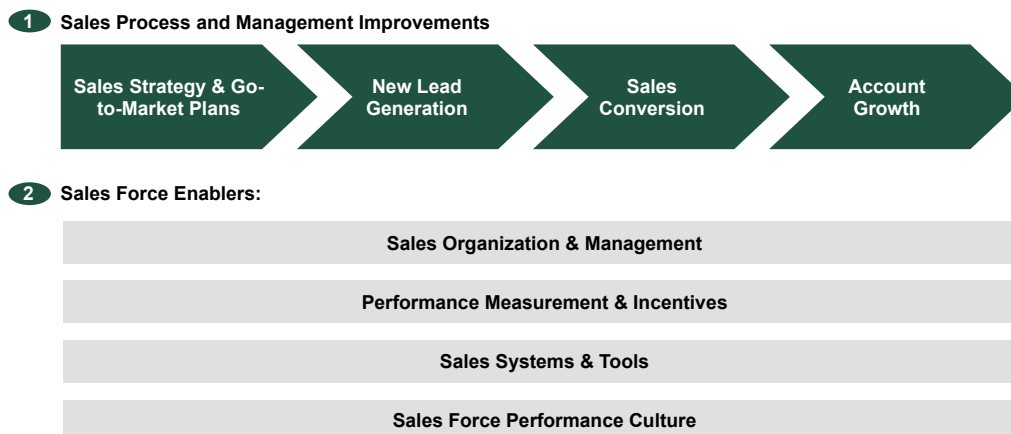 1 Sales Process and Management Improvements
Sales Strategy & Go-
to-Market Plans
New Lead
Generation
Sales
Conversion
Account
Growth
2 Sales Force Enablers:
Sales Organization & Management
Performance Measurement & Incentives
Sales Systems & Tools
Sales Force Performance Culture